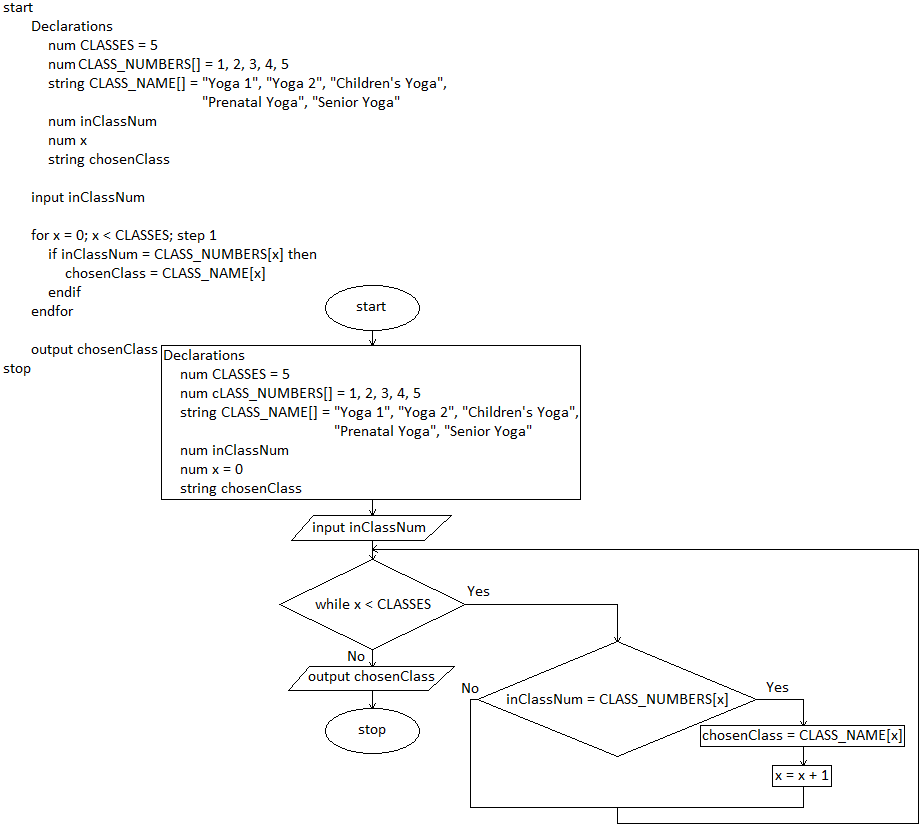 start
Declarations
num CLASSES = 5
num CLASS_NUMBERS[] = 1, 2, 3, 4, 5
string CLASS_NAME[] = "Yoga 1", "Yoga 2", "Children's Yoga",
"Prenatal Yoga", "Senior Yoga"
num inClassNum
num x
string chosenClass
input inClassNum
for x = 0; x < CLASSES; step 1
if inClassNum = CLASS_NUMBERS[x] then
chosenClass = CLASS_NAME[x]
endif
endfor
output chosenClass
stop
start
Declarations
num CLASSES = 5
num cLASS_NUMBERS[] = 1, 2, 3, 4, 5
string CLASS_NAME[] = "Yoga 1", "Yoga 2", "Children's Yoga",
"Prenatal Yoga", "Senior Yoga"
num inClassNum
num x = 0
string chosenClass
input inClassNum
while x < CLASSES
Yes
No
output chosenClass
stop
inClassNum = CLASS_NUMBERS[x]
No
Yes
chosenClass = CLASS_NAME[x]
x = x + 1